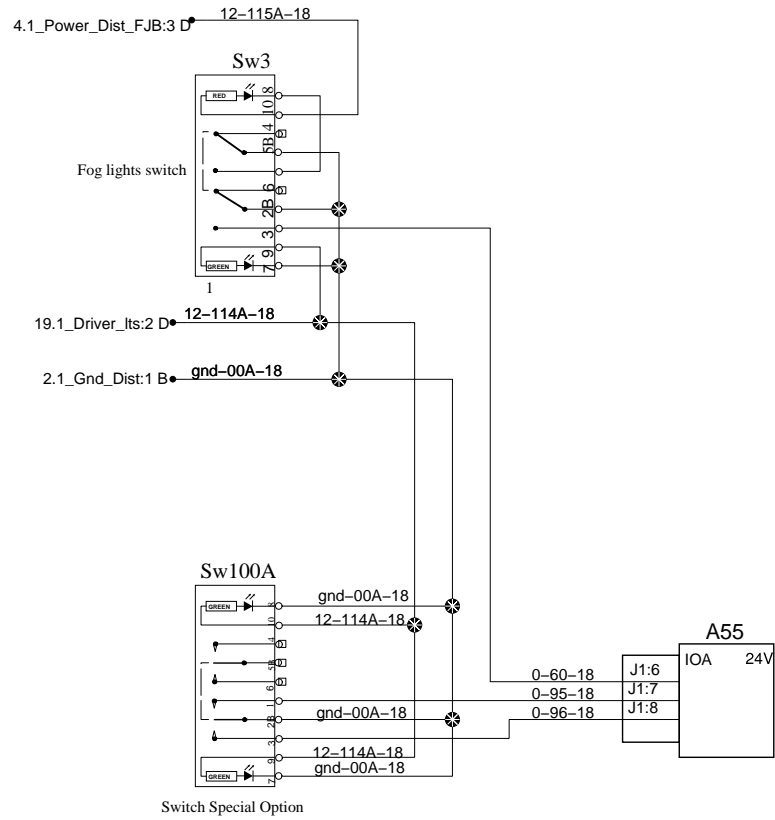 12-115A-18
4.1_Power_Dist_FJB:3 D
Sw3
RED
8
10
4
5B
Fog lights switch
6
2B
3
9
GREEN
7
1
19.1_Driver_lts:2 D
12-114A-18
2.1_Gnd_Dist:1 B
gnd-00A-18
Sw100A
GREEN
8
gnd-00A-18
10
12-114A-18
4
5B
6
1
2B
gnd-00A-18
3
9
12-114A-18
GREEN
7
gnd-00A-18
Switch Special Option
A55
IOA
24V
0-60-18
J1:6
0-95-18
J1:7
0-96-18
J1:8